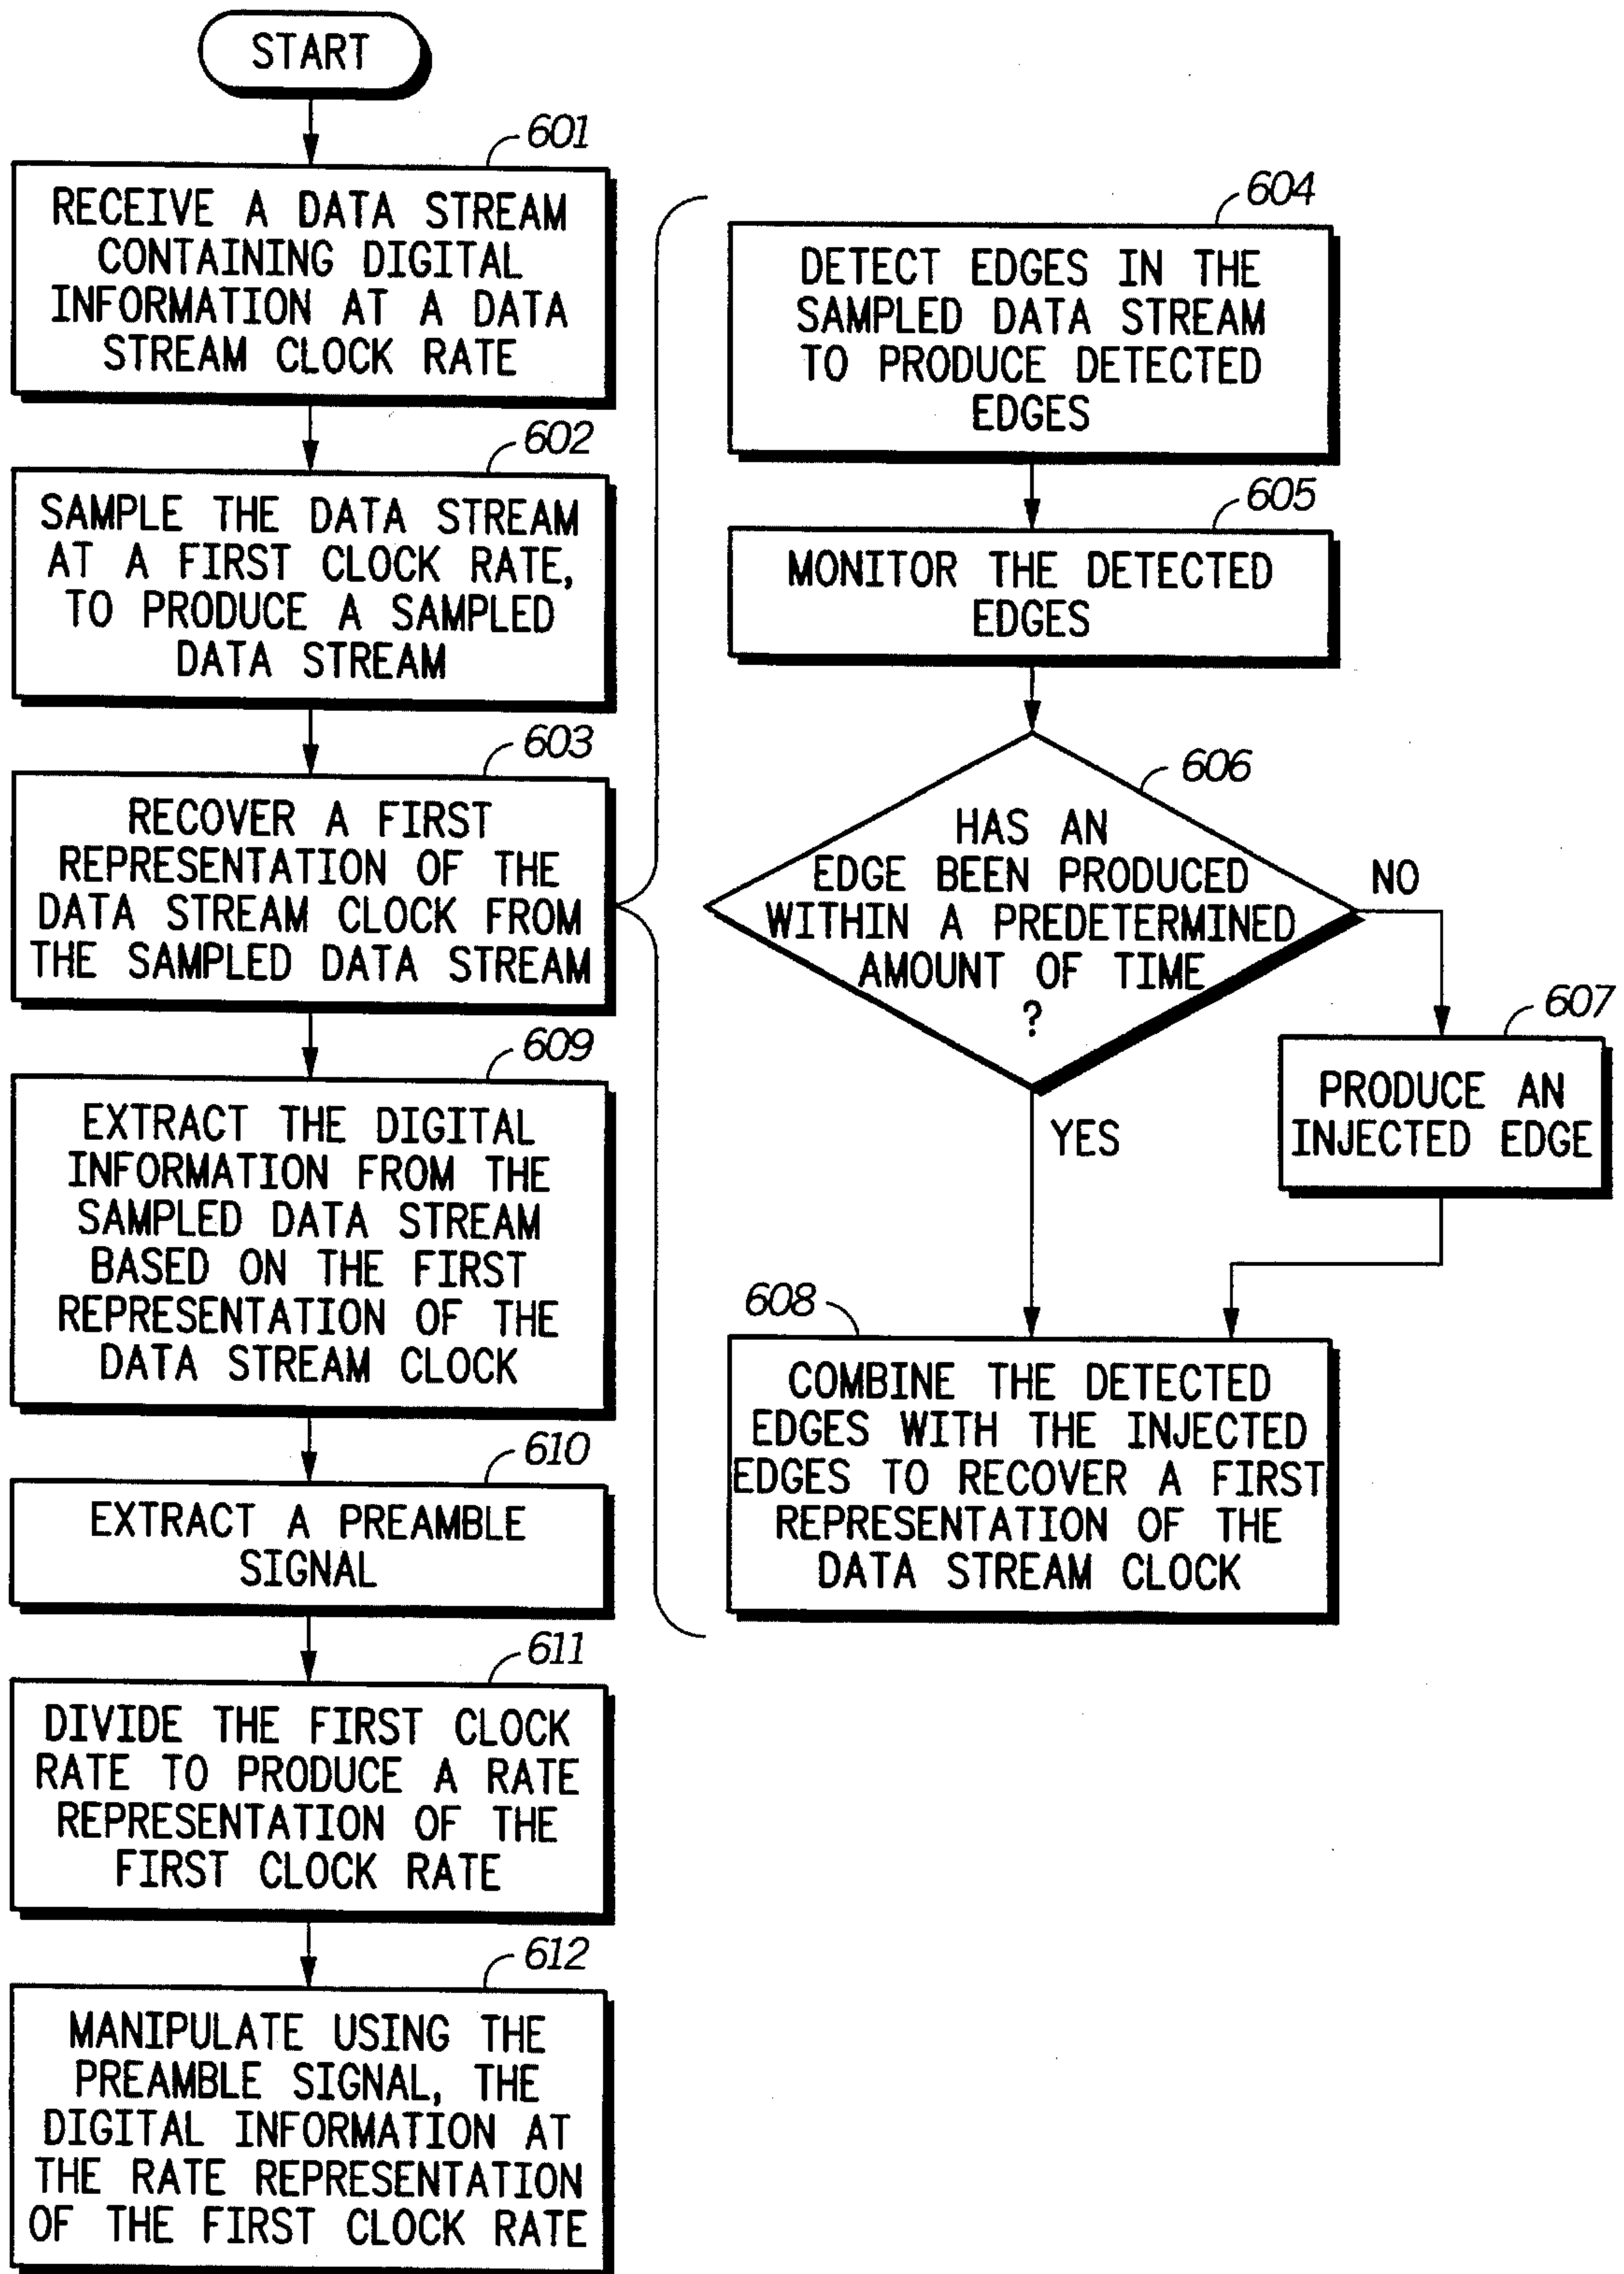 START
601
RECEIVE A DATA STREAM
CONTAINING DIGITAL
INFORMATION AT A DATA
STREAM CLOCK RATE
602
SAMPLE THE DATA STREAM
AT A FIRST CLOCK RATE,
TO PRODUCE A SAMPLED
DATA STREAM
603
RECOVER A FIRST
REPRESENTATION OF THE
DATA STREAM CLOCK FROM
THE SAMPLED DATA STREAM
604
DETECT EDGES IN THE
SAMPLED DATA STREAM
TO PRODUCE DETECTED
EDGES
605
MONITOR THE DETECTED
EDGES
606
HAS AN
EDGE BEEN PRODUCED
WITHIN A PREDETERMINED
AMOUNT OF TIME
?
NO
YES
607
PRODUCE AN
INJECTED EDGE
608
COMBINE THE DETECTED
EDGES WITH THE INJECTED
EDGES TO RECOVER A FIRST
REPRESENTATION OF THE
DATA STREAM CLOCK
609
EXTRACT THE DIGITAL
INFORMATION FROM THE
SAMPLED DATA STREAM
BASED ON THE FIRST
REPRESENTATION OF THE
DATA STREAM CLOCK
610
EXTRACT A PREAMBLE
SIGNAL
611
DIVIDE THE FIRST CLOCK
RATE TO PRODUCE A RATE
REPRESENTATION OF THE
FIRST CLOCK RATE
612
MANIPULATE USING THE
PREAMBLE SIGNAL, THE
DIGITAL INFORMATION AT
THE RATE REPRESENTATION
OF THE FIRST CLOCK RATE